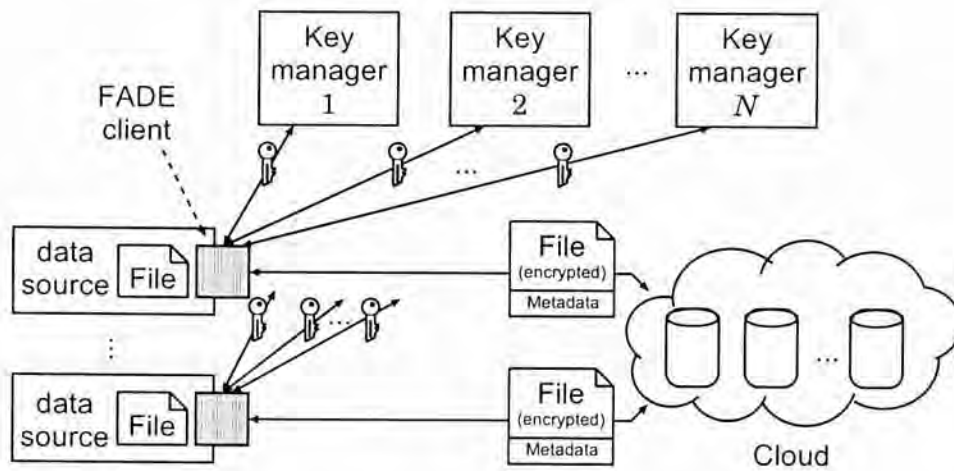 Key
manager
1
Key
manager
2
...
Key
manager
N
FADE
client
...
data
source
File
File
(encrypted)
Metadata
...
...
...
data
source
File
File
(encrypted)
Metadata
Cloud